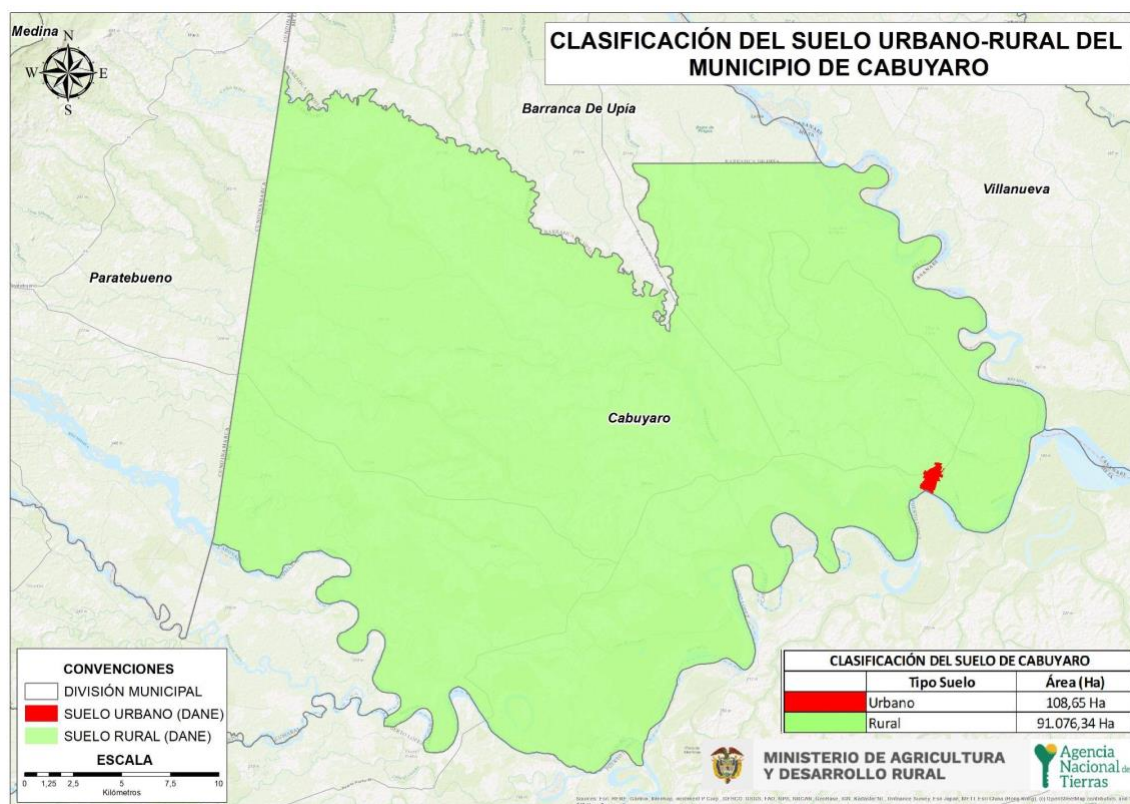 Medina
N
W E
S
CLASIFICACIÓN DEL SUELO URBANO-RURAL DEL
MUNICIPIO DE CABUYARO
Barranca De Upía
Villanueva
Paratebueno
Cabuyaro
CUNDINAMARCA
CONVENCIONES
DIVISIÓN MUNICIPAL
SUELO URBANO (DANE)
SUELO RURAL (DANE)
ESCALA
0 1,25 2,5 5 7,5 10
Kilómetros
CLASIFICACIÓN DEL SUELO DE CABUYARO
Tipo Suelo Área (Ha)
Urbano 108,65 Ha
Rural 91.076,34 Ha
MINISTERIO DE AGRICULTURA
Y DESARROLLO RURAL
Agencia
Nacional de
Tierras